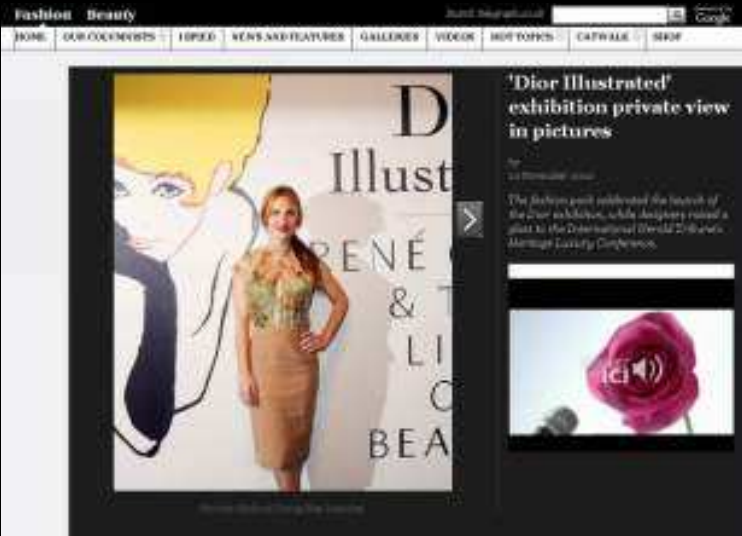 Fashion Beauty
Google
HOME OUR COLUMNISTS TOPICS NEWS AND FEATURES GALLERIES VIDEOS HOT TOPICS CATWALK SHOP
D
Illust
RENÉ
& T
LI
O
BEA
'Dior Illustrated'
exhibition private view
in pictures
The fashion pack celebrated the launch of
the Dior exhibition, while designers raised a
glass to the International Herald Tribune's
Heritage Luxury Conference.
ici